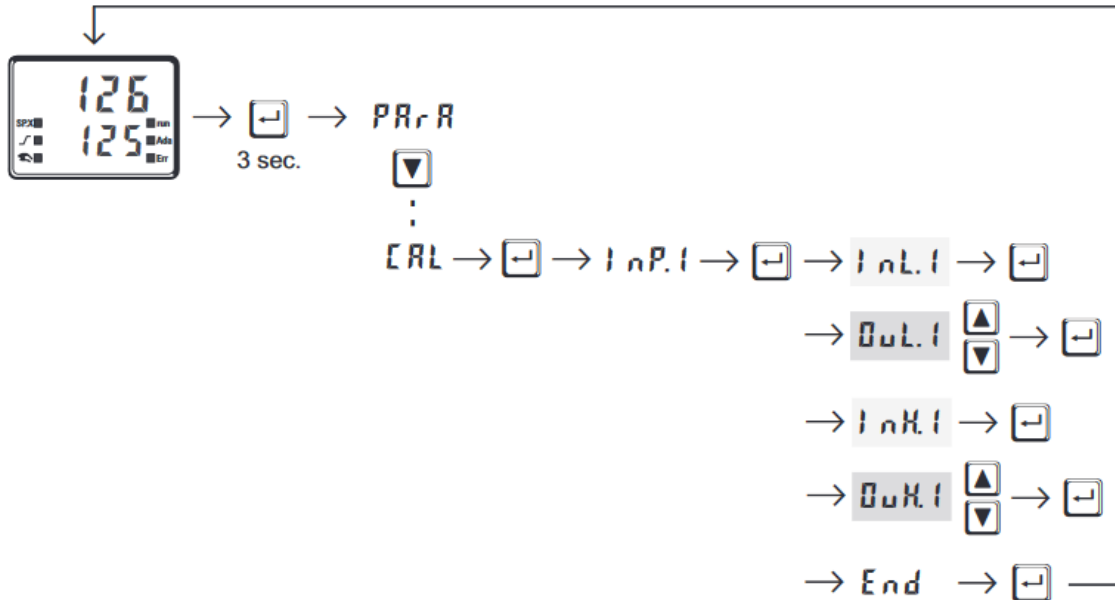 126
SP.X run
125 Ada
Err
PArA
3 sec.
CAL InP.1 InL.1
OuL.1
InH.1
OuH.1
End